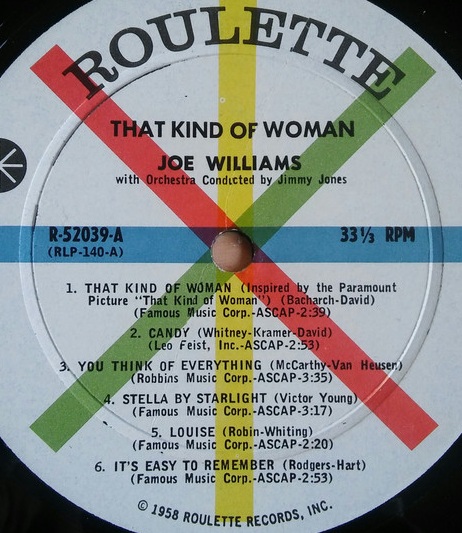 ROULETTE
THAT KIND OF WOMAN
JOE WILLIAMS
with Orchestra Conducted by Jimmy Jones
R-52039-A 33⅓ RPM
(RLP-140-A)
1. THAT KIND OF WOMAN (Inspired by the Paramount
Picture "That Kind of Woman") (Bacharch-David)
(Famous Music Corp.-ASCAP-2:39)
2. CANDY (Whitney-Kramer-David)
(Leo Feist, Inc.-ASCAP-2:53)
3. YOU THINK OF EVERYTHING (McCarthy-Van Heusen)
(Robbins Music Corp.-ASCAP-3:35)
4. STELLA BY STARLIGHT (Victor Young)
(Famous Music Corp.-ASCAP-3:17)
5. LOUISE (Robin-Whiting)
(Famous Music Corp.-ASCAP-2:20)
6. IT'S EASY TO REMEMBER (Rodgers-Hart)
(Famous Music Corp.-ASCAP-2:53)
© 1958 ROULETTE RECORDS, INC.